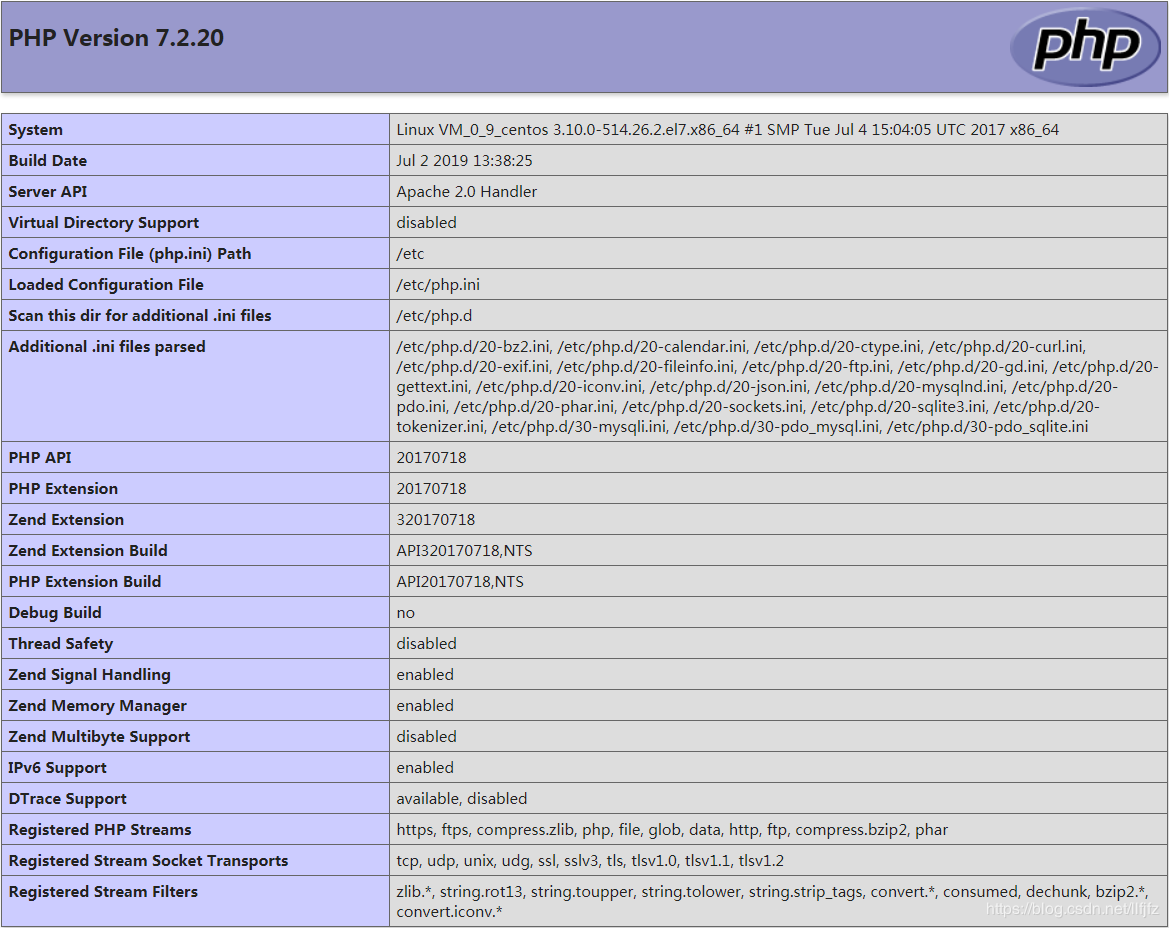 PHP Version 7.2.20
php
System Linux VM_0_9_centos 3.10.0-514.26.2.el7.x86_64 #1 SMP Tue Jul 4 15:04:05 UTC 2017 x86_64
Build Date Jul 2 2019 13:38:25
Server API Apache 2.0 Handler
Virtual Directory Support disabled
Configuration File (php.ini) Path /etc
Loaded Configuration File /etc/php.ini
Scan this dir for additional .ini files /etc/php.d
Additional .ini files parsed /etc/php.d/20-bz2.ini, /etc/php.d/20-calendar.ini, /etc/php.d/20-ctype.ini, /etc/php.d/20-curl.ini,
/etc/php.d/20-exif.ini, /etc/php.d/20-fileinfo.ini, /etc/php.d/20-ftp.ini, /etc/php.d/20-gd.ini, /etc/php.d/20-
gettext.ini, /etc/php.d/20-iconv.ini, /etc/php.d/20-json.ini, /etc/php.d/20-mysqlnd.ini, /etc/php.d/20-
pdo.ini, /etc/php.d/20-phar.ini, /etc/php.d/20-sockets.ini, /etc/php.d/20-sqlite3.ini, /etc/php.d/20-
tokenizer.ini, /etc/php.d/30-mysqli.ini, /etc/php.d/30-pdo_mysql.ini, /etc/php.d/30-pdo_sqlite.ini
PHP API 20170718
PHP Extension 20170718
Zend Extension 320170718
Zend Extension Build API320170718,NTS
PHP Extension Build API20170718,NTS
Debug Build no
Thread Safety disabled
Zend Signal Handling enabled
Zend Memory Manager enabled
Zend Multibyte Support disabled
IPv6 Support enabled
DTrace Support available, disabled
Registered PHP Streams https, ftps, compress.zlib, php, file, glob, data, http, ftp, compress.bzip2, phar
Registered Stream Socket Transports tcp, udp, unix, udg, ssl, sslv3, tls, tlsv1.0, tlsv1.1, tlsv1.2
Registered Stream Filters zlib.*, string.rot13, string.toupper, string.tolower, string.strip_tags, convert.*, consumed, dechunk, bzip2.*,
convert.iconv.*